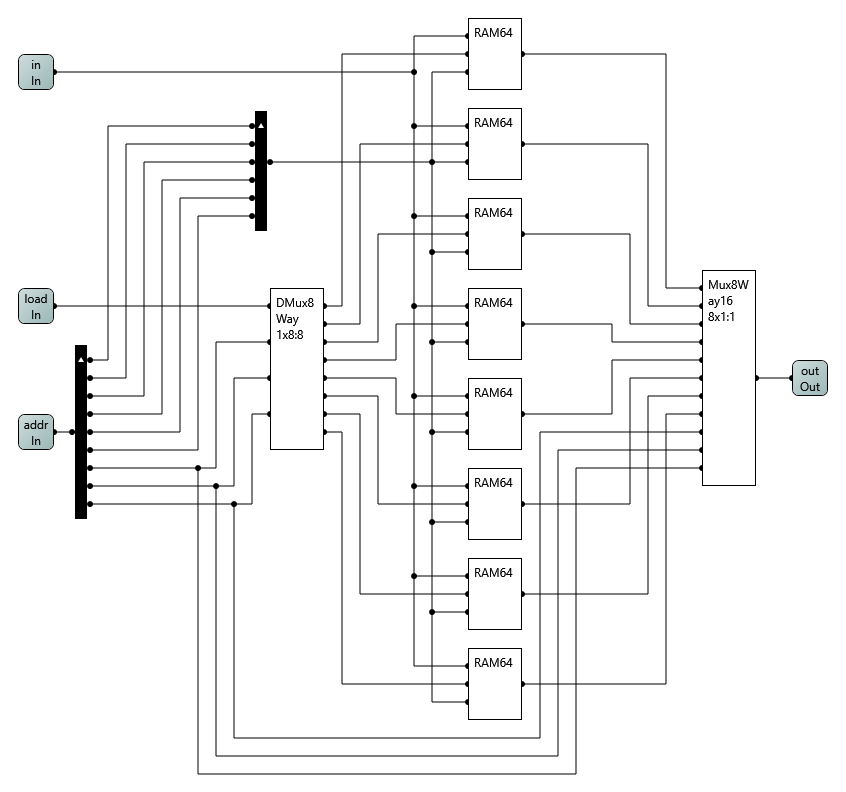 RAM64
in
In
RAM64
RAM64
load
In
DMux8
Way
1x8:8
RAM64
Mux8W
ay16
8x1:1
out
Out
RAM64
addr
In
RAM64
RAM64
RAM64